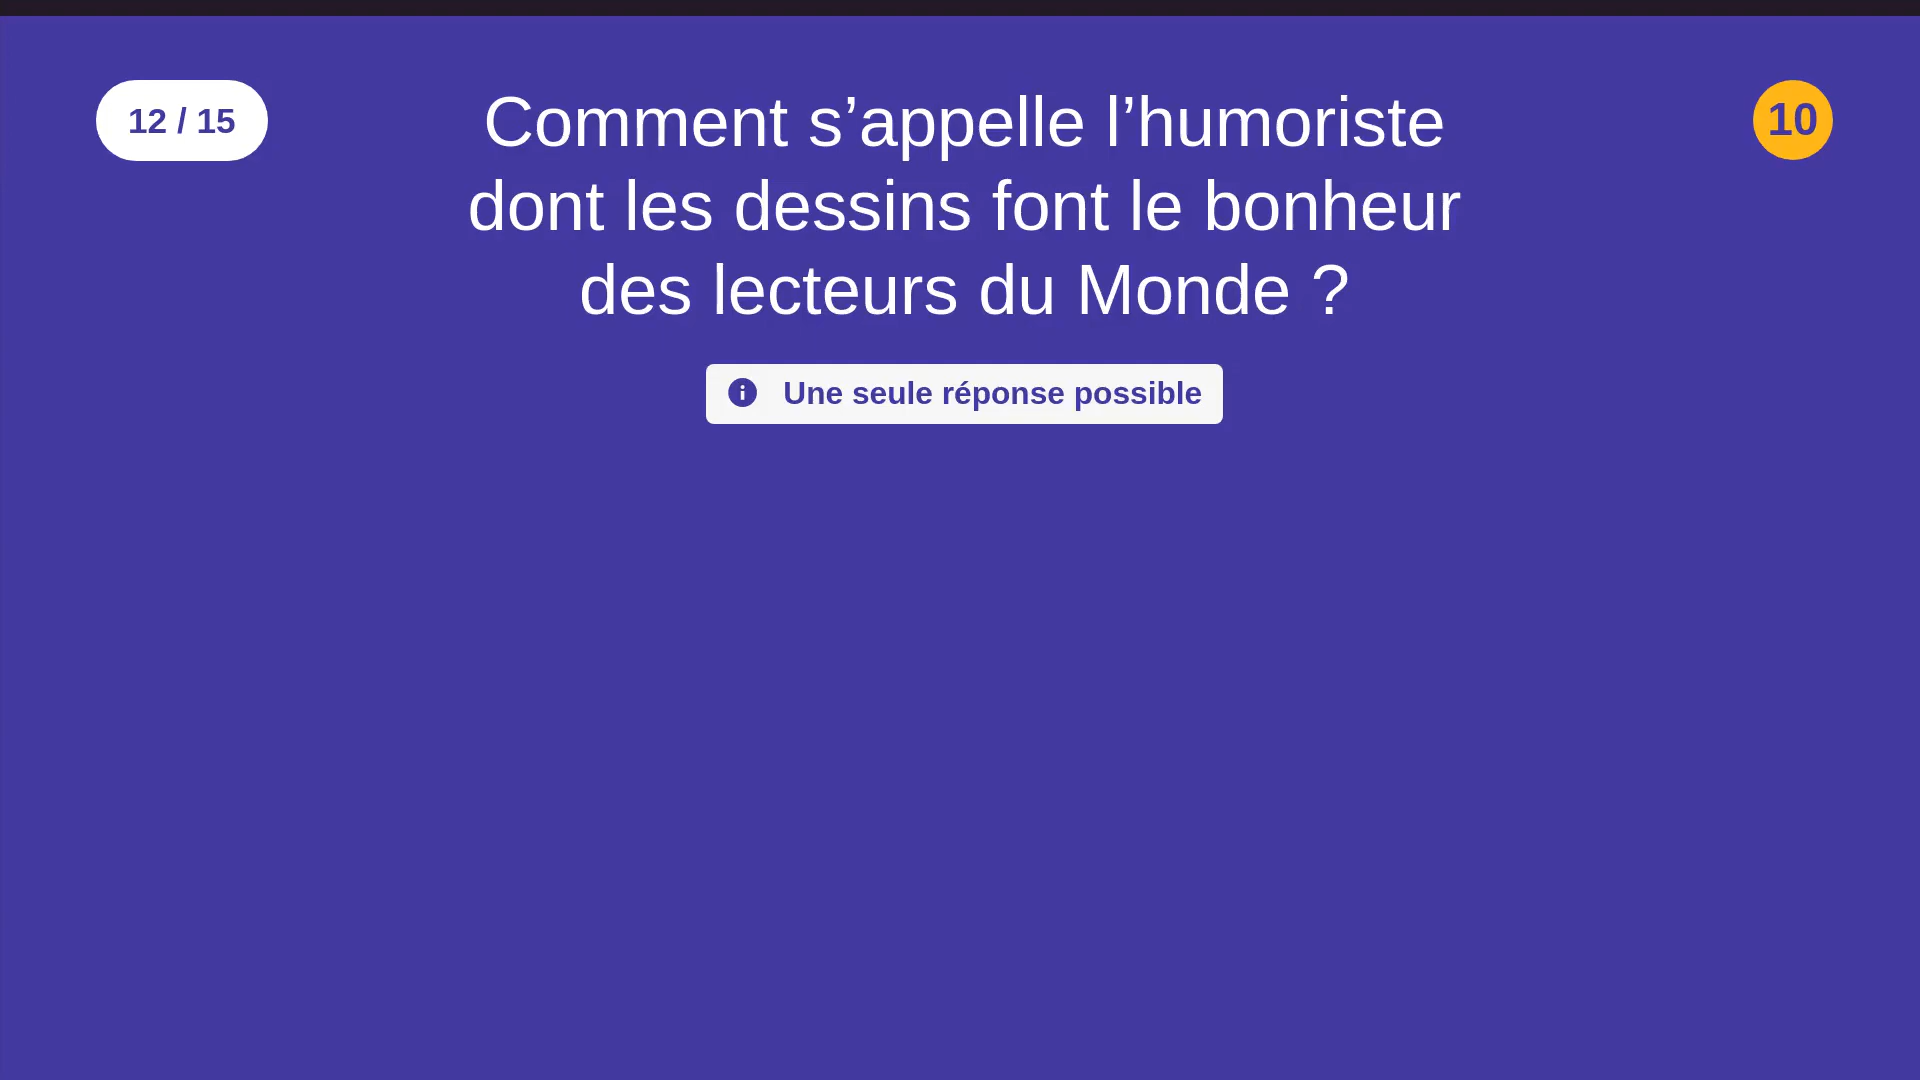 12 / 15
Comment s’appelle l’humoriste
dont les dessins font le bonheur
des lecteurs du Monde ?
10
Une seule réponse possible